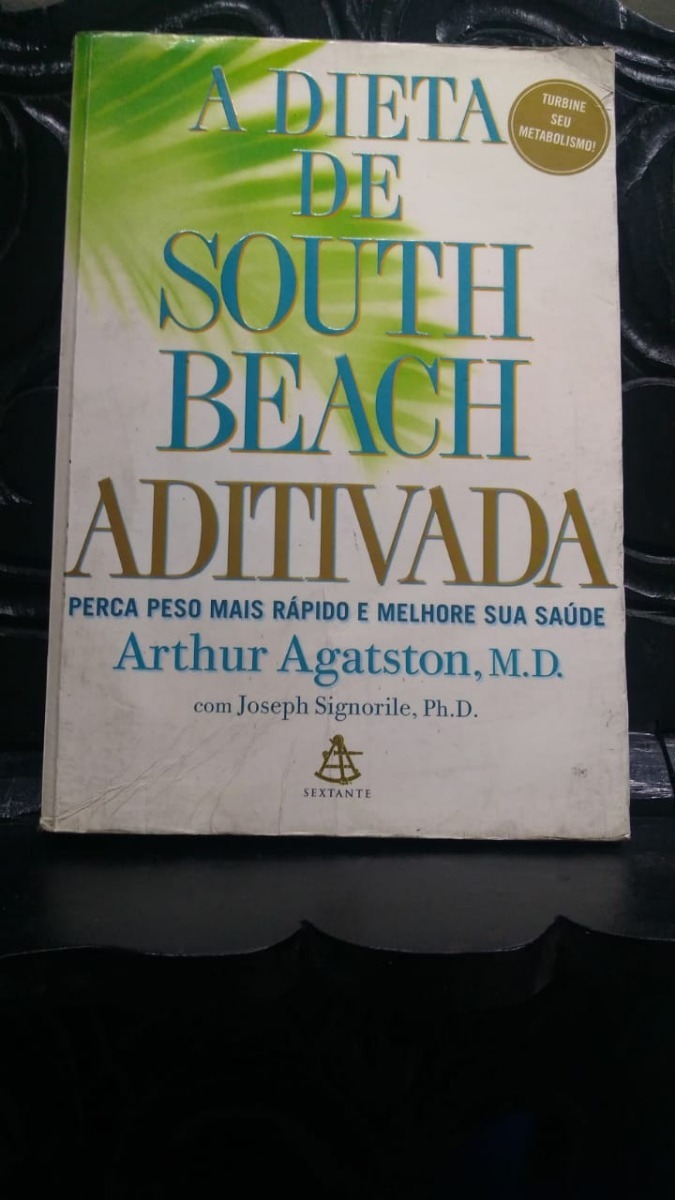 A DIETA
DE
SOUTH
BEACH
ADITIVADA
TURBINE
SEU
METABOLISMO!
PERCA PESO MAIS RÁPIDO E MELHORE SUA SAÚDE
Arthur Agatston, M.D.
com Joseph Signorile, Ph.D.
SEXTANTE